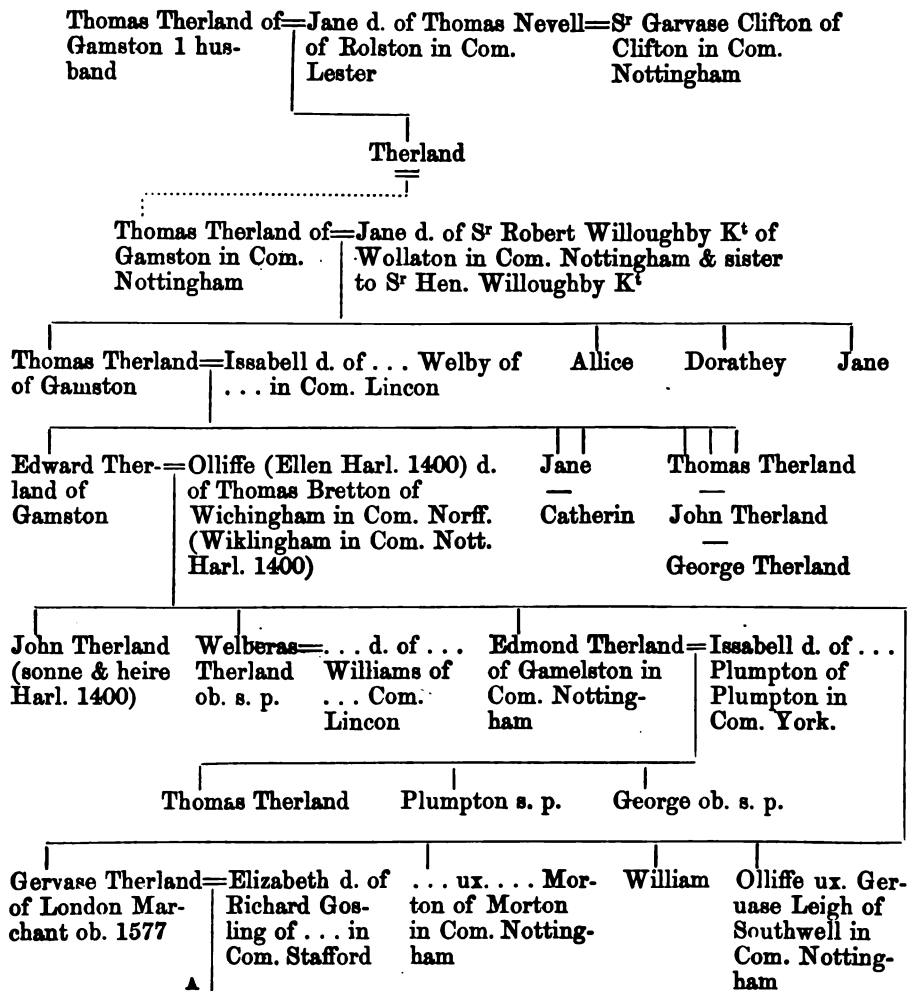 Thomas Therland of=Jane d. of Thomas Nevell=Sʳ Garvase Clifton of
Gamston 1 hus-
band
of Rolston in Com.
Lester
Clifton in Com.
Nottingham
Therland
=
Thomas Therland of=Jane d. of Sʳ Robert Willoughby Kᵗ of
Gamston in Com.
Nottingham
Wollaton in Com. Nottingham & sister
to Sʳ Hen. Willoughby Kᵗ
Thomas Therland=Issabell d. of ... Welby of
of Gamston
... in Com. Lincon
Allice
Dorathey
Jane
Edward Ther-=Olliffe (Ellen Harl. 1400) d.
land of
Gamston
of Thomas Bretton of
Wichingham in Com. Norff.
(Wiklingham in Com. Nott.
Harl. 1400)
Jane
—
Catherin
Thomas Therland
—
John Therland
—
George Therland
John Therland
(sonne & heire
Harl. 1400)
Welberas=... d. of ...
Therland
ob. s. p.
Williams of
... Com.
Lincon
Edmond Therland=Issabell d. of ...
of Gamelston in
Com. Notting-
ham
Plumpton of
Plumpton in
Com. York.
Thomas Therland
Plumpton s. p.
George ob. s. p.
Gervase Therland=Elizabeth d. of
of London Mar-
chant ob. 1577
Richard Gos-
ling of ... in
Com. Stafford
... ux. ... Mor-
ton of Morton
in Com. Notting-
ham
William
Olliffe ux. Ger-
uase Leigh of
Southwell in
Com. Notting-
ham
A